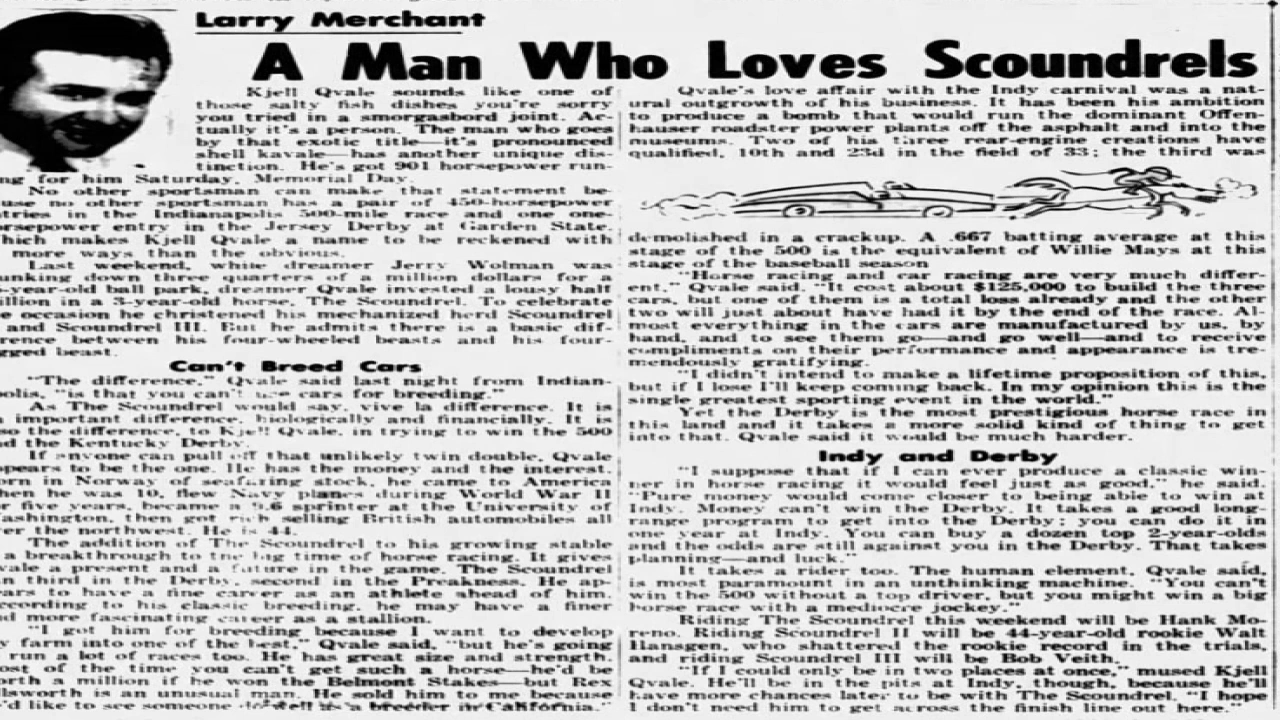 Larry Merchant
A Man Who Loves Scoundrels
Kjell Qvale sounds like one of
those salty fish dishes you're sorry
you tried in a smorgasbord joint. Ac-
tually it's a person. The man who goes
by that exotic title—it's pronounced
shell kavale—has another unique dis-
tinction. He's got 901 horsepower run-
ng for him Saturday, Memorial Day.
No other sportsman can make that statement be-
use no other sportsman has a pair of 450-horsepower
tries in the Indianapolis 500-mile race and one one-
rsepower entry in the Jersey Derby at Garden State.
hich makes Kjell Qvale a name to be reckoned with
more ways than the obvious.
Last weekend, while dreamer Jerry Wolman was
unking down three quarters of a million dollars for a
-year-old ball park, dreamer Qvale invested a lousy half
illion in a 3-year-old horse, The Scoundrel. To celebrate
e occasion he christened his mechanized herd Scoundrel
and Scoundrel III. But he admits there is a basic dif-
rence between his four-wheeled beasts and his four-
gged beast.
Can't Breed Cars
"The difference," Qvale said last night from Indian-
olis, "is that you can't use cars for breeding."
As The Scoundrel would say, vive la difference. It is
important difference, biologically and financially. It is
so the difference, to Kjell Qvale, in trying to win the 500
d the Kentucky Derby.
If anyone can pull off that unlikely twin double, Qvale
pears to be the one. He has the money and the interest.
orn in Norway of seafaring stock, he came to America
hen he was 10, flew Navy planes during World War II
r five years, became a 9.6 sprinter at the University of
ashington, then got rich selling British automobiles all
er the northwest. He is 44.
The addition of The Scoundrel to his growing stable
a breakthrough to the big time of horse racing. It gives
vale a present and a future in the game. The Scoundrel
n third in the Derby, second in the Preakness. He ap-
ars to have a fine career as an athlete ahead of him.
ccording to his classic breeding, he may have a finer
d more fascinating career as a stallion.
"I got him for breeding because I want to develop
y farm into one of the best," Qvale said, "but he's going
run a lot of races too. He has great size and strength.
ost of the time you can't get such a horse—he'd be
orth a million if he won the Belmont Stakes—but Rex
llsworth is an unusual man. He sold him to me because
'd like to see someone as a breeder in California."
Qvale's love affair with the Indy carnival was a nat-
ural outgrowth of his business. It has been his ambition
to produce a bomb that would run the dominant Offen-
hauser roadster power plants off the asphalt and into the
museums. Two of his three rear-engine creations have
qualified, 10th and 23d in the field of 33; the third was
demolished in a crackup. A .667 batting average at this
stage of the 500 is the equivalent of Willie Mays at this
stage of the baseball season.
"Horse racing and car racing are very much differ-
ent," Qvale said. "It cost about $125,000 to build the three
cars, but one of them is a total loss already and the other
two will just about have had it by the end of the race. Al-
most everything in the cars are manufactured by us, by
hand, and to see them go—and go well—and to receive
compliments on their performance and appearance is tre-
mendously gratifying.
"I didn't intend to make a lifetime proposition of this,
but if I lose I'll keep coming back. In my opinion this is the
single greatest sporting event in the world."
Yet the Derby is the most prestigious horse race in
this land and it takes a more solid kind of thing to get
into that. Qvale said it would be much harder.
Indy and Derby
"I suppose that if I can ever produce a classic win-
ner in horse racing it would feel just as good," he said.
"Pure money would come closer to being able to win at
Indy. Money can't win the Derby. It takes a good long-
range program to get into the Derby; you can do it in
one year at Indy. You can buy a dozen top 2-year-olds
and the odds are still against you in the Derby. That takes
planning—and luck."
It takes a rider too. The human element, Qvale said,
is most paramount in an unthinking machine. "You can't
win the 500 without a top driver, but you might win a big
horse race with a mediocre jockey."
Riding The Scoundrel this weekend will be Hank Mo-
reno. Riding Scoundrel II will be 44-year-old rookie Walt
Hansgen, who shattered the rookie record in the trials,
and riding Scoundrel III will be Bob Veith.
"If I could only be in two places at once," mused Kjell
Qvale. He'll be in the pits at Indy, though, because he'll
have more chances later to be with The Scoundrel. "I hope
I don't need him to get across the finish line out here."